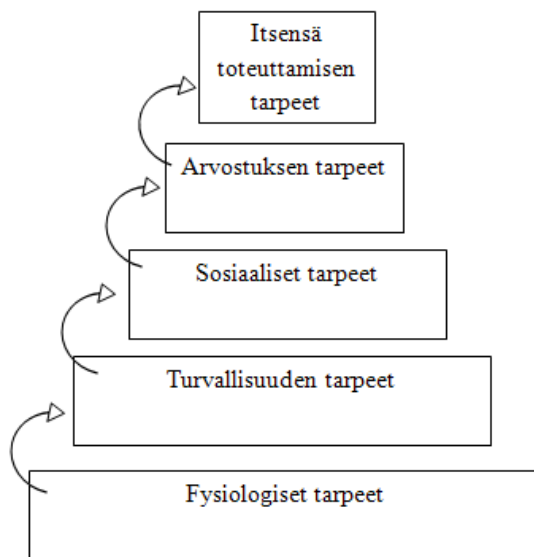 Itsensä
toteuttamisen
tarpeet
Arvostuksen tarpeet
Sosiaaliset tarpeet
Turvallisuuden tarpeet
Fysiologiset tarpeet